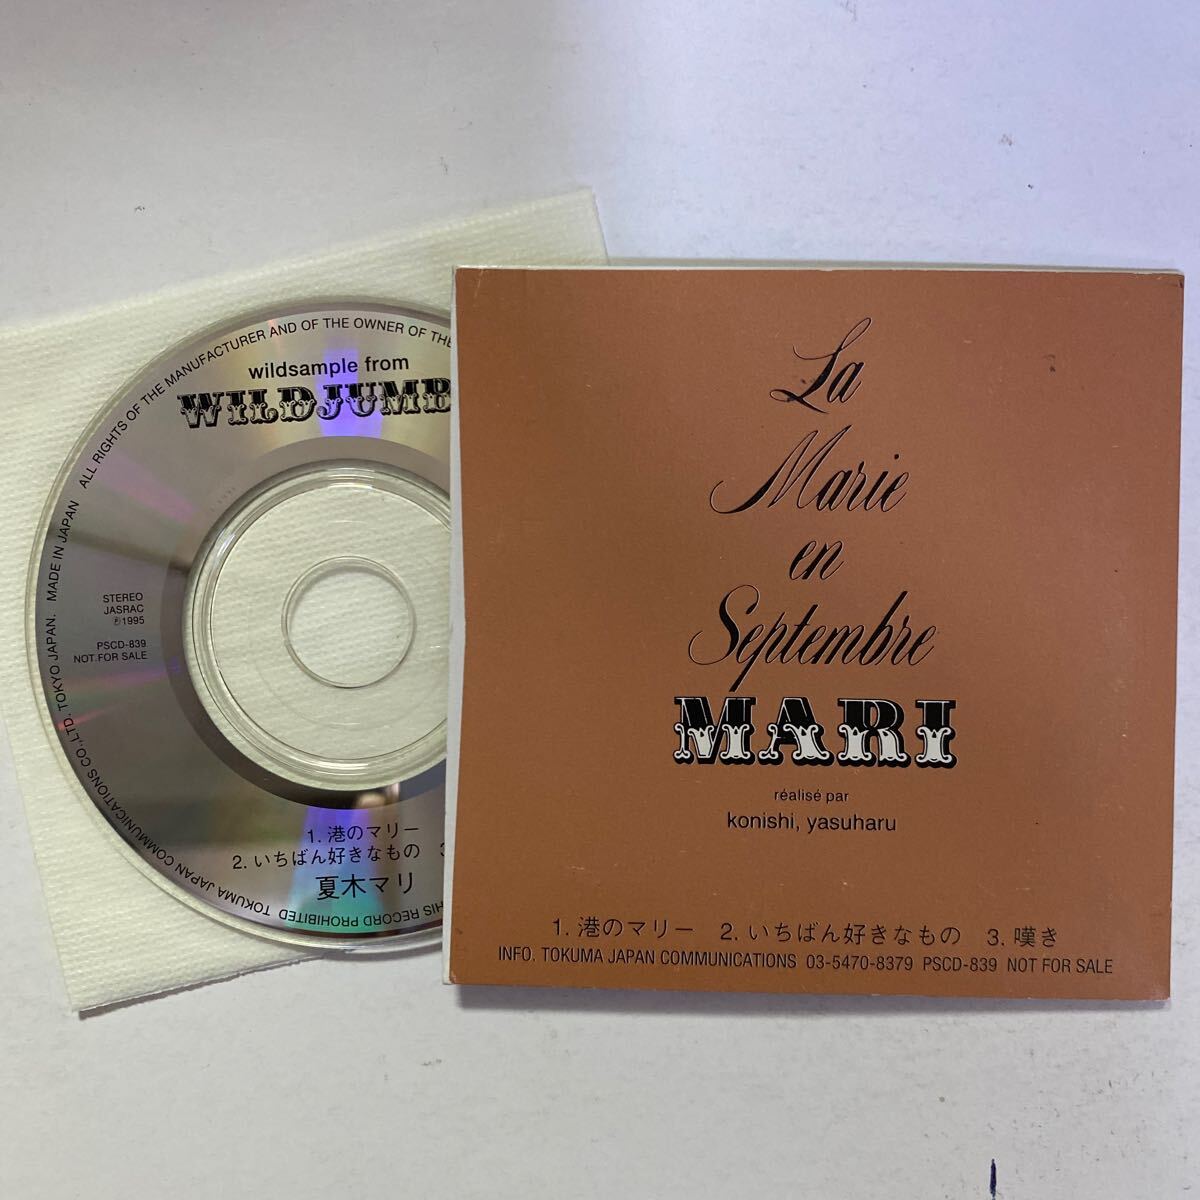 ALL RIGHTS OF THE MANUFACTURER AND OF THE OWNER OF THE
wildsample from
WILDJUMB
STEREO
JASRAC
Ⓟ1995
PSCD-839
NOT FOR SALE
1. 港のマリー
2. いちばん好きなもの
夏木マリ
HIS RECORD PROHIBITED TOKUMA JAPAN COMMUNICATIONS CO.,LTD. TOKYO JAPAN. MADE IN JAPAN
La
Marie
en
Septembre
MARI
réalisé par
konishi, yasuharu
1. 港のマリー 2. いちばん好きなもの 3. 嘆き
INFO. TOKUMA JAPAN COMMUNICATIONS 03-5470-8379 PSCD-839 NOT FOR SALE